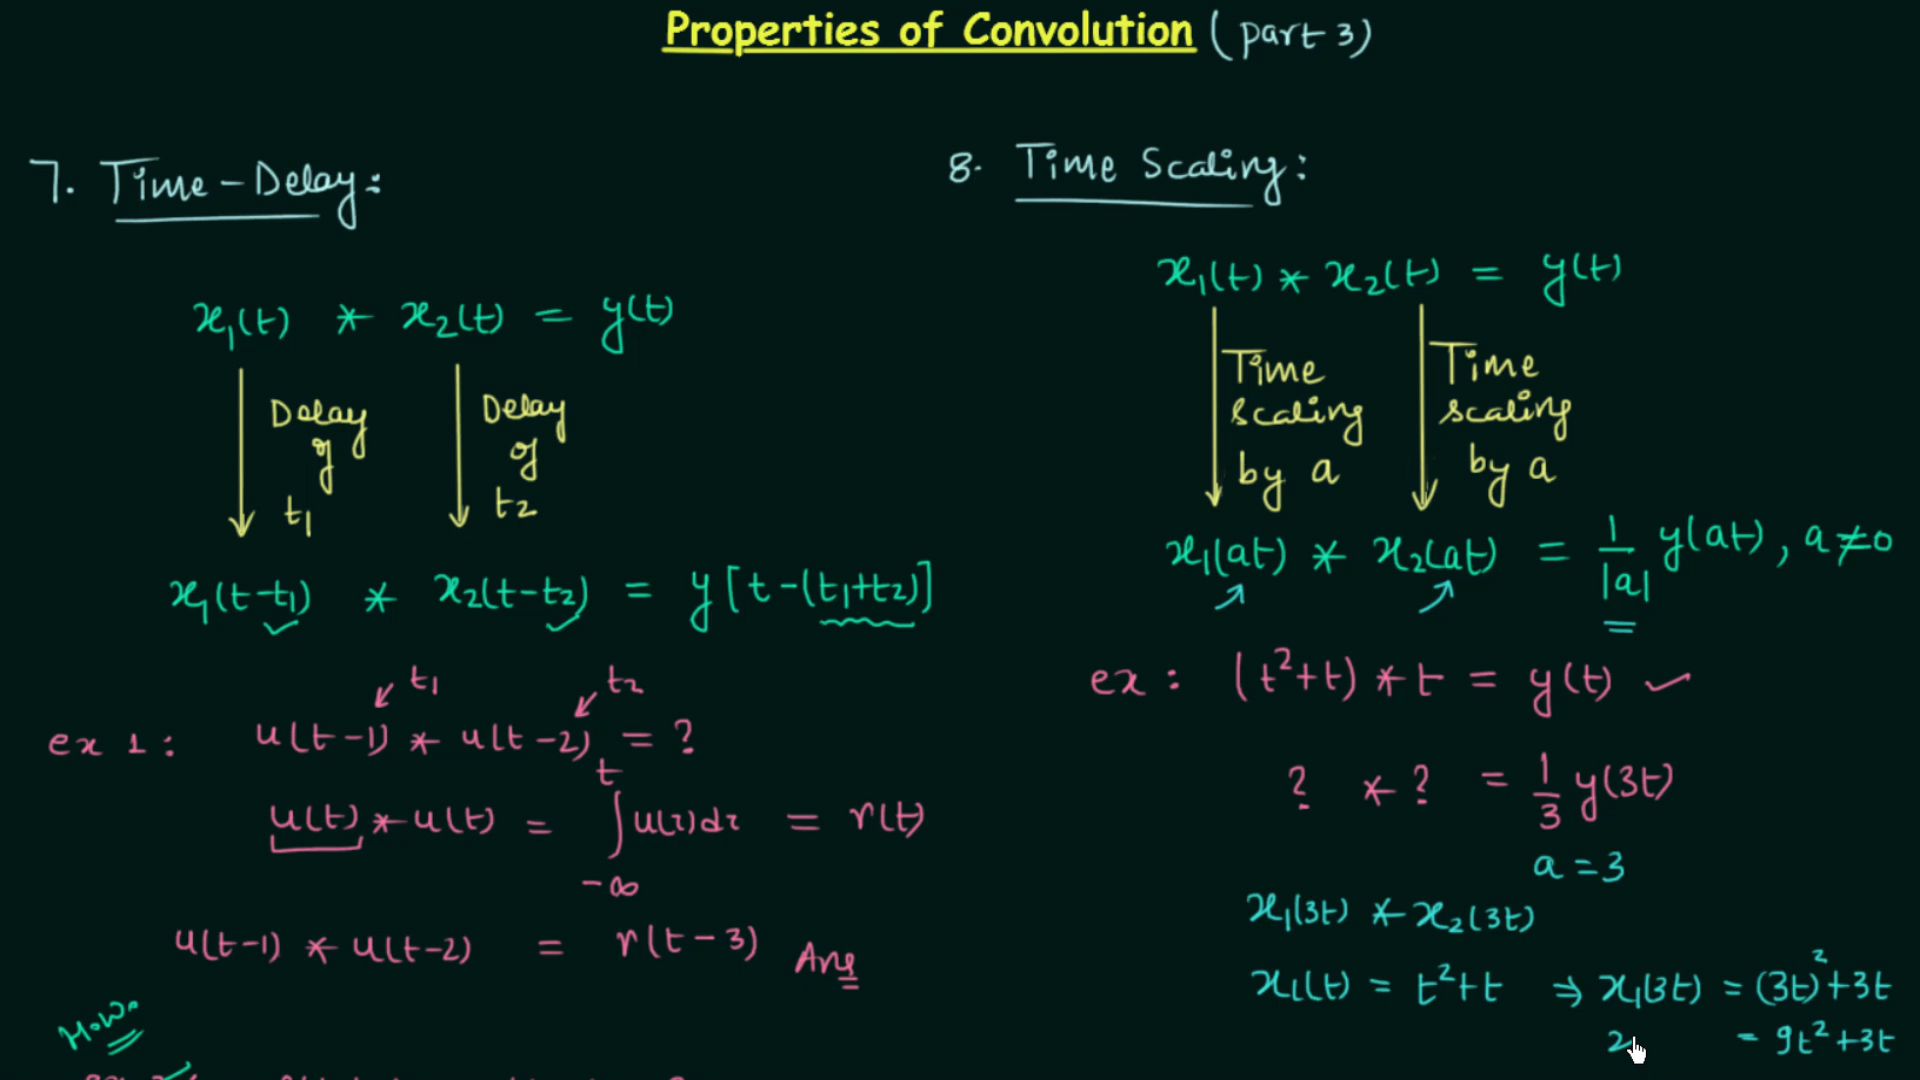 Properties of Convolution (part 3)
7. Time-Delay:
x₁(t) * x₂(t) = y(t)
Delay of t₁
Delay of t₂
x₁(t-t₁) * x₂(t-t₂) = y[t-(t₁+t₂)]
t₁ t₂
ex 1: u(t-1) * u(t-2) = ?
u(t) * u(t) = ∫ t -∞ u(τ)dτ = r(t)
u(t-1) * u(t-2) = r(t-3) Ans
H.W.
8. Time Scaling:
x₁(t) * x₂(t) = y(t)
Time scaling by a
Time scaling by a
x₁(at) * x₂(at) = 1/|a| y(at), a≠0
ex: (t²+t) * t = y(t)
? * ? = 1/3 y(3t)
a = 3
x₁(3t) * x₂(3t)
x₁(t) = t²+t ⇒ x₁(3t) = (3t)²+3t
= 9t²+3t